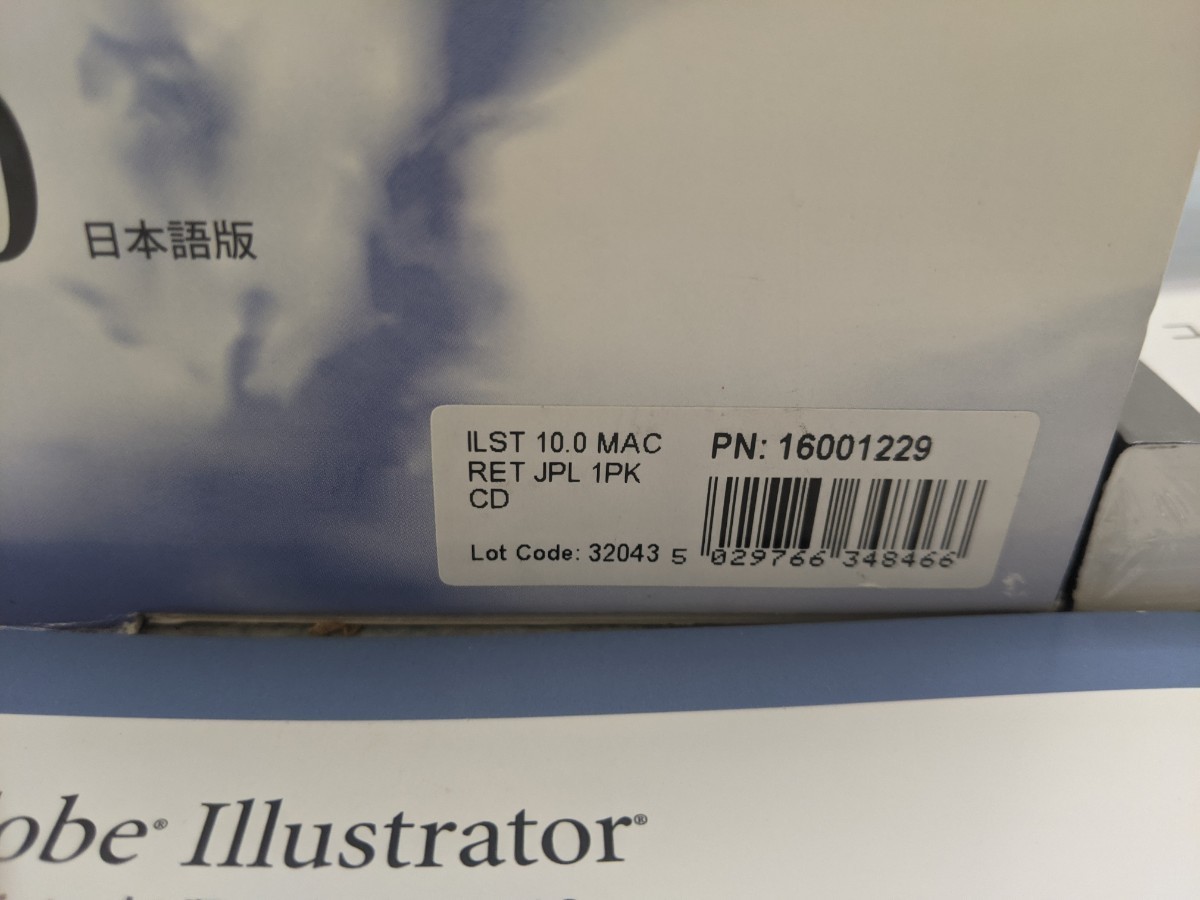 日本語版
ILST 10.0 MAC
RET JPL 1PK
CD
PN: 16001229
Lot Code: 32043
5 029766 348466
obe® Illustrator®